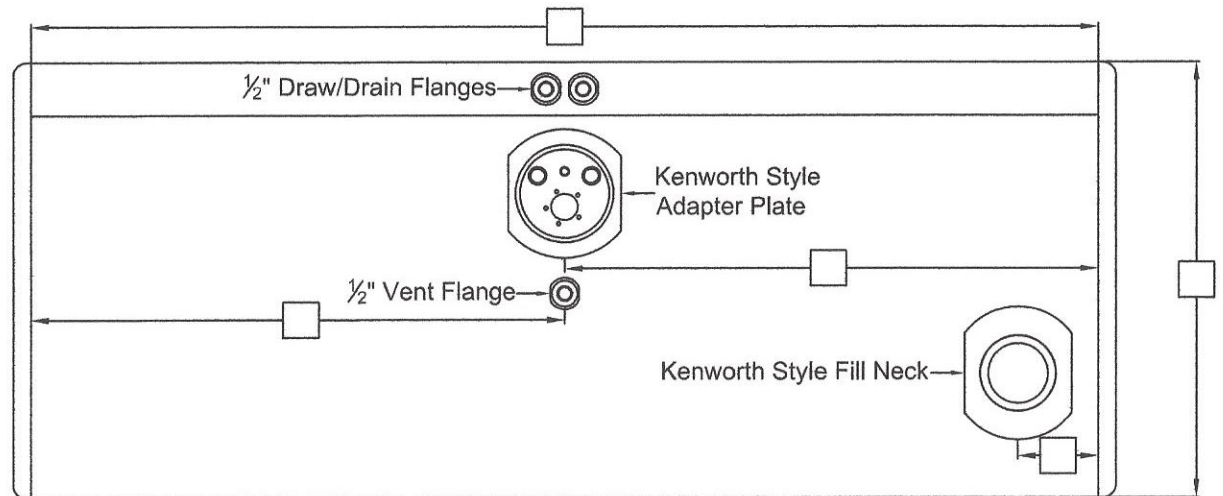 ½" Draw/Drain Flanges
Kenworth Style
Adapter Plate
½" Vent Flange
Kenworth Style Fill Neck